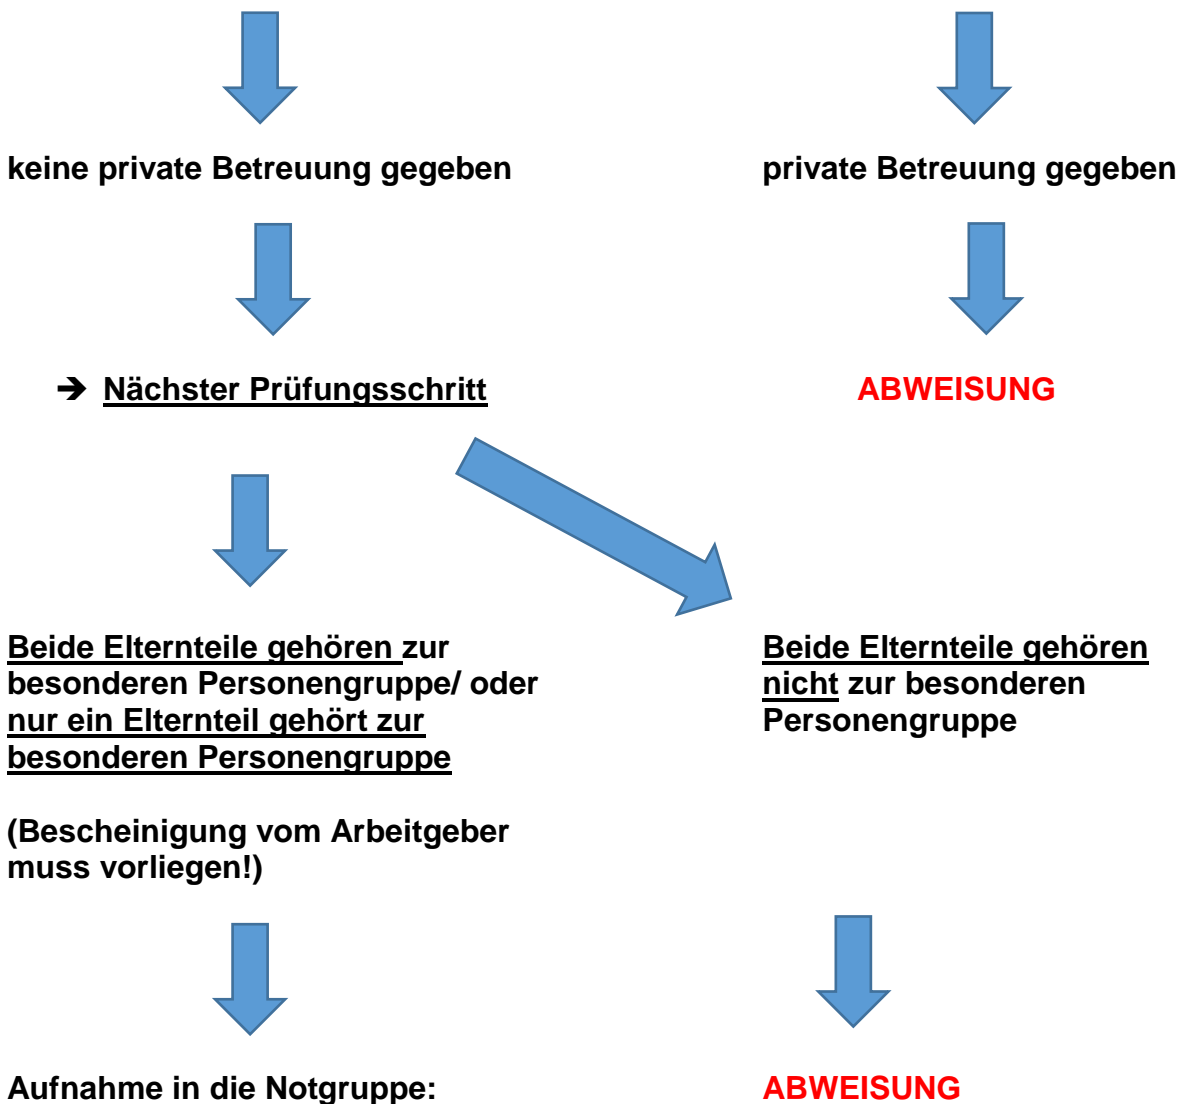 keine private Betreuung gegeben
private Betreuung gegeben
➔ Nächster Prüfungsschritt
ABWEISUNG
Beide Elternteile gehören zur
besonderen Personengruppe/ oder
nur ein Elternteil gehört zur
besonderen Personengruppe
(Bescheinigung vom Arbeitgeber
muss vorliegen!)
Beide Elternteile gehören
nicht zur besonderen
Personengruppe
Aufnahme in die Notgruppe:
ABWEISUNG